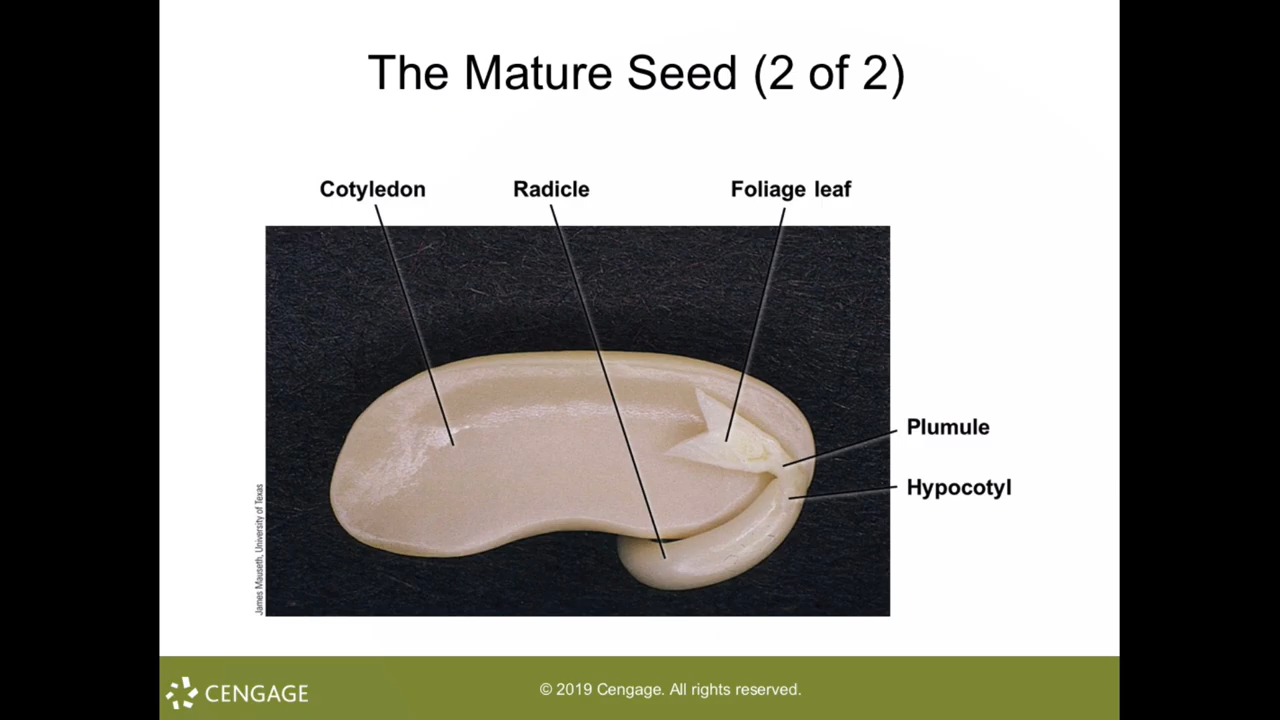 The Mature Seed (2 of 2)
Cotyledon
Radicle
Foliage leaf
Plumule
Hypocotyl
James Mauseth, University of Texas
CENGAGE
© 2019 Cengage. All rights reserved.